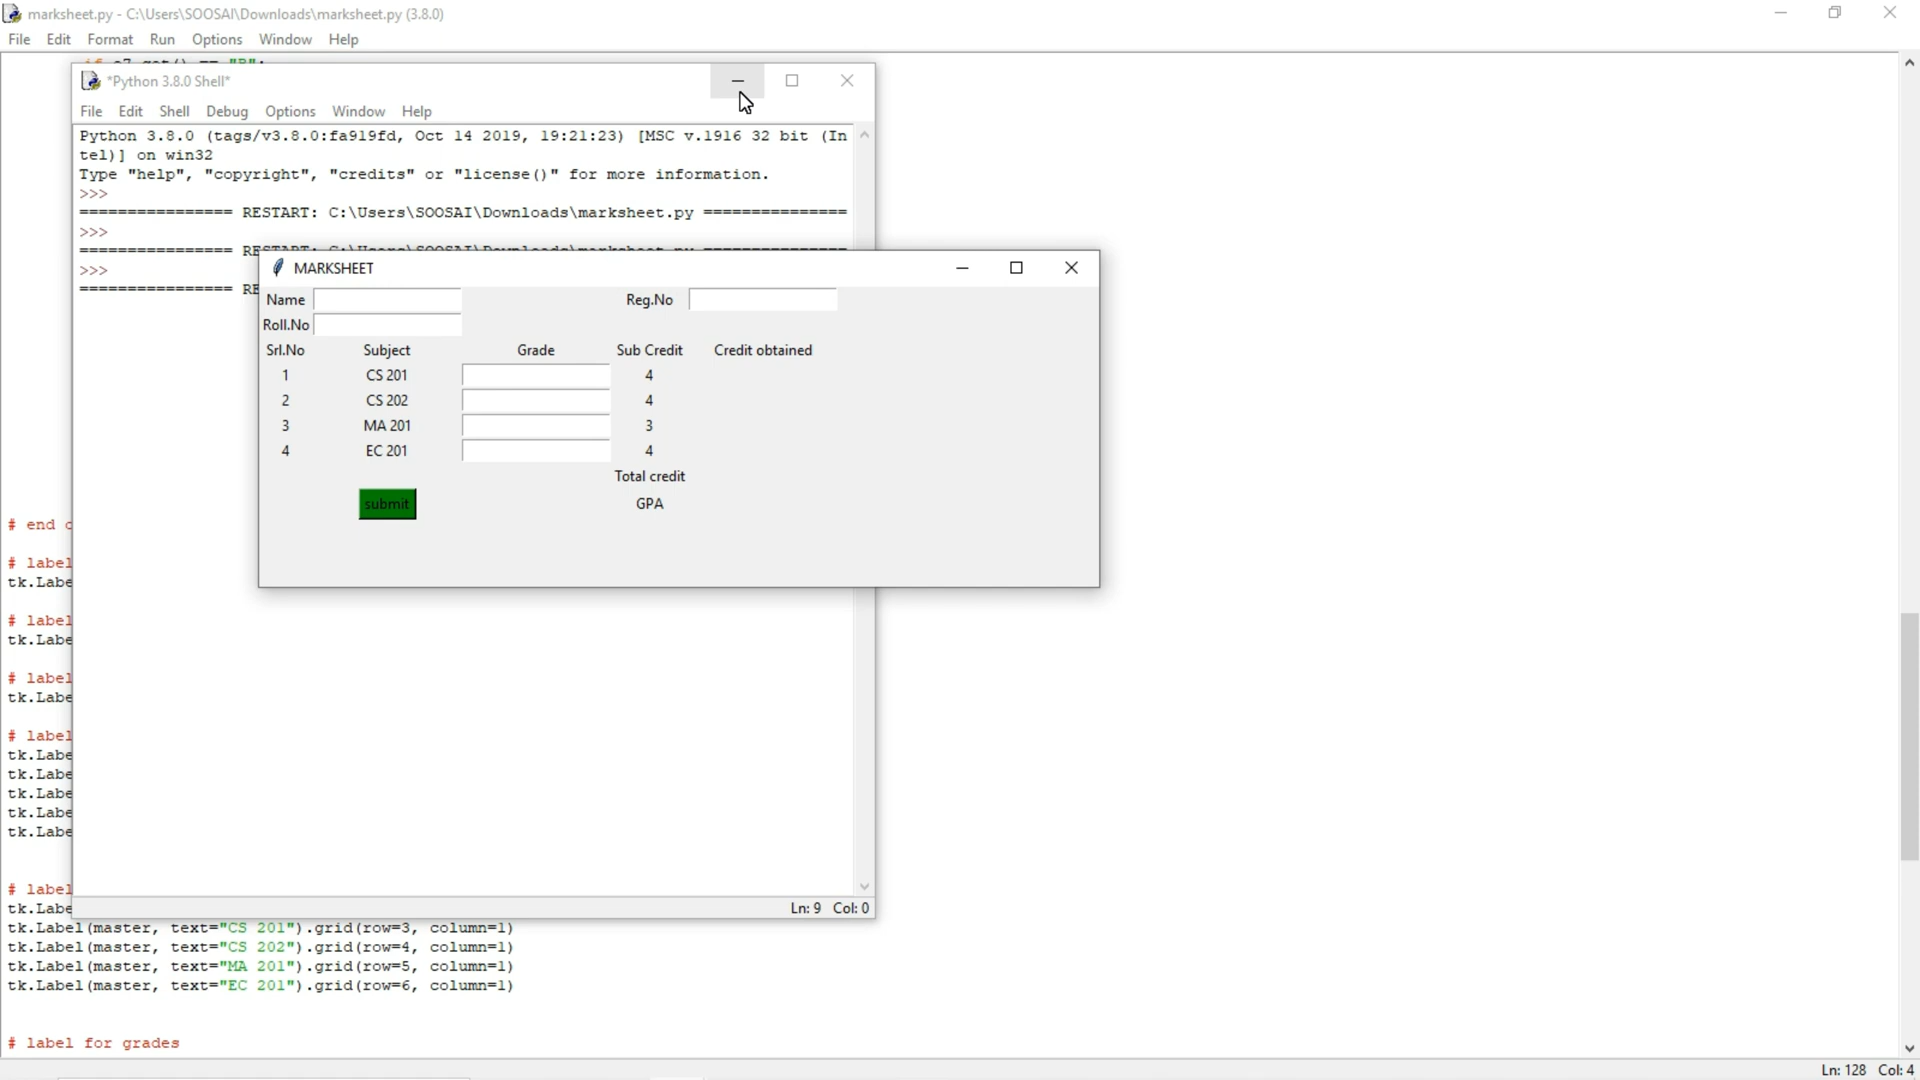 marksheet.py - C:\Users\SOOSAI\Downloads\marksheet.py (3.8.0)
File Edit Format Run Options Window Help
*Python 3.8.0 Shell*
File Edit Shell Debug Options Window Help
Python 3.8.0 (tags/v3.8.0:fa919fd, Oct 14 2019, 19:21:23) [MSC v.1916 32 bit (In
tel)] on win32
Type "help", "copyright", "credits" or "license()" for more information.
>>>
================ RESTART: C:\Users\SOOSAI\Downloads\marksheet.py ===============
>>>
================ RESTART: C:\Users\SOOSAI\Downloads\marksheet.py ===============
>>>
================ RE
MARKSHEET
Name Reg.No
Roll.No
Srl.No Subject Grade Sub Credit Credit obtained
1 CS 201 4
2 CS 202 4
3 MA 201 3
4 EC 201 4
Total credit
submit GPA
# end
# label
tk.Labe
# label
tk.Labe
# label
tk.Labe
# label
tk.Labe
tk.Labe
tk.Labe
tk.Labe
tk.Labe
# label
tk.Labe
Ln: 9 Col: 0
tk.Label(master, text="CS 201").grid(row=3, column=1)
tk.Label(master, text="CS 202").grid(row=4, column=1)
tk.Label(master, text="MA 201").grid(row=5, column=1)
tk.Label(master, text="EC 201").grid(row=6, column=1)
# label for grades
Ln: 128 Col: 4